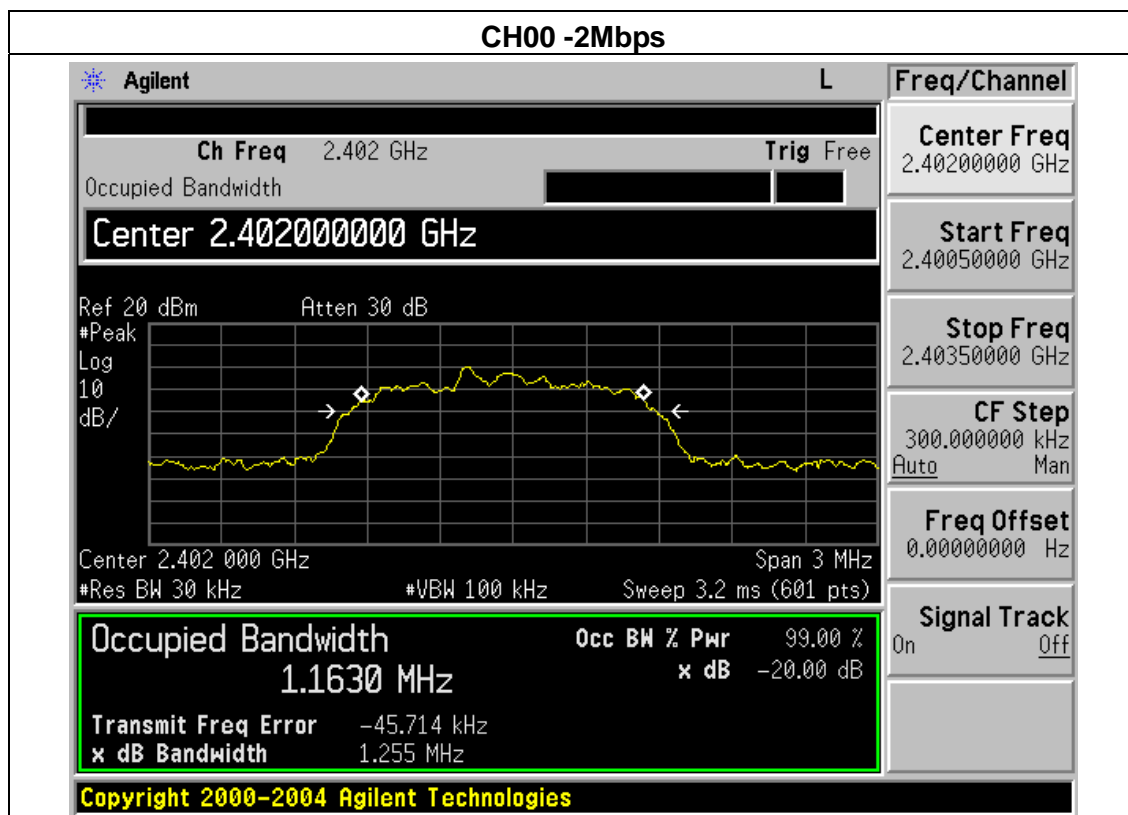 CH00 -2Mbps
Agilent L Freq/Channel
Ch Freq 2.402 GHz Trig Free
Occupied Bandwidth
Center 2.402000000 GHz
Ref 20 dBm Atten 30 dB
#Peak
Log
10
dB/
Center 2.402 000 GHz Span 3 MHz
#Res BW 30 kHz #VBW 100 kHz Sweep 3.2 ms (601 pts)
Occupied Bandwidth Occ BW % Pwr 99.00 %
1.1630 MHz x dB -20.00 dB
Transmit Freq Error -45.714 kHz
x dB Bandwidth 1.255 MHz
Copyright 2000-2004 Agilent Technologies
Center Freq
2.40200000 GHz
Start Freq
2.40050000 GHz
Stop Freq
2.40350000 GHz
CF Step
300.000000 kHz
Auto Man
Freq Offset
0.00000000 Hz
Signal Track
On Off